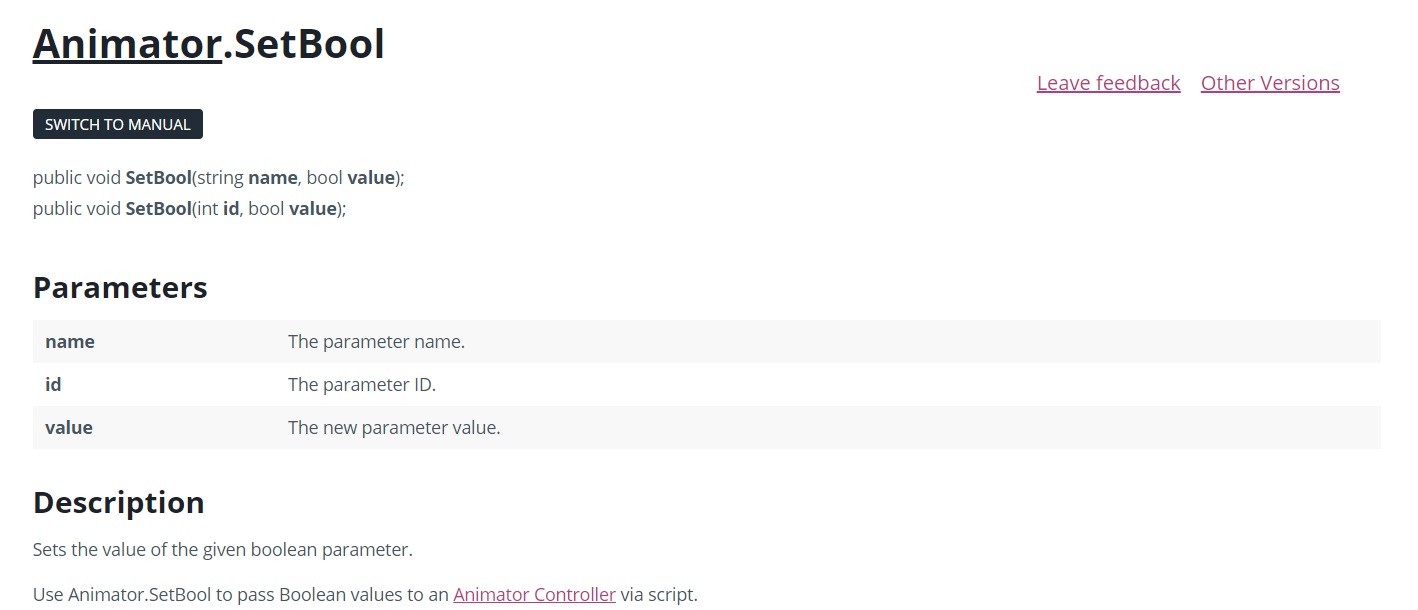 Animator.SetBool
Leave feedback Other Versions
SWITCH TO MANUAL
public void SetBool(string name, bool value);
public void SetBool(int id, bool value);
Parameters
name The parameter name.
id The parameter ID.
value The new parameter value.
Description
Sets the value of the given boolean parameter.
Use Animator.SetBool to pass Boolean values to an Animator Controller via script.